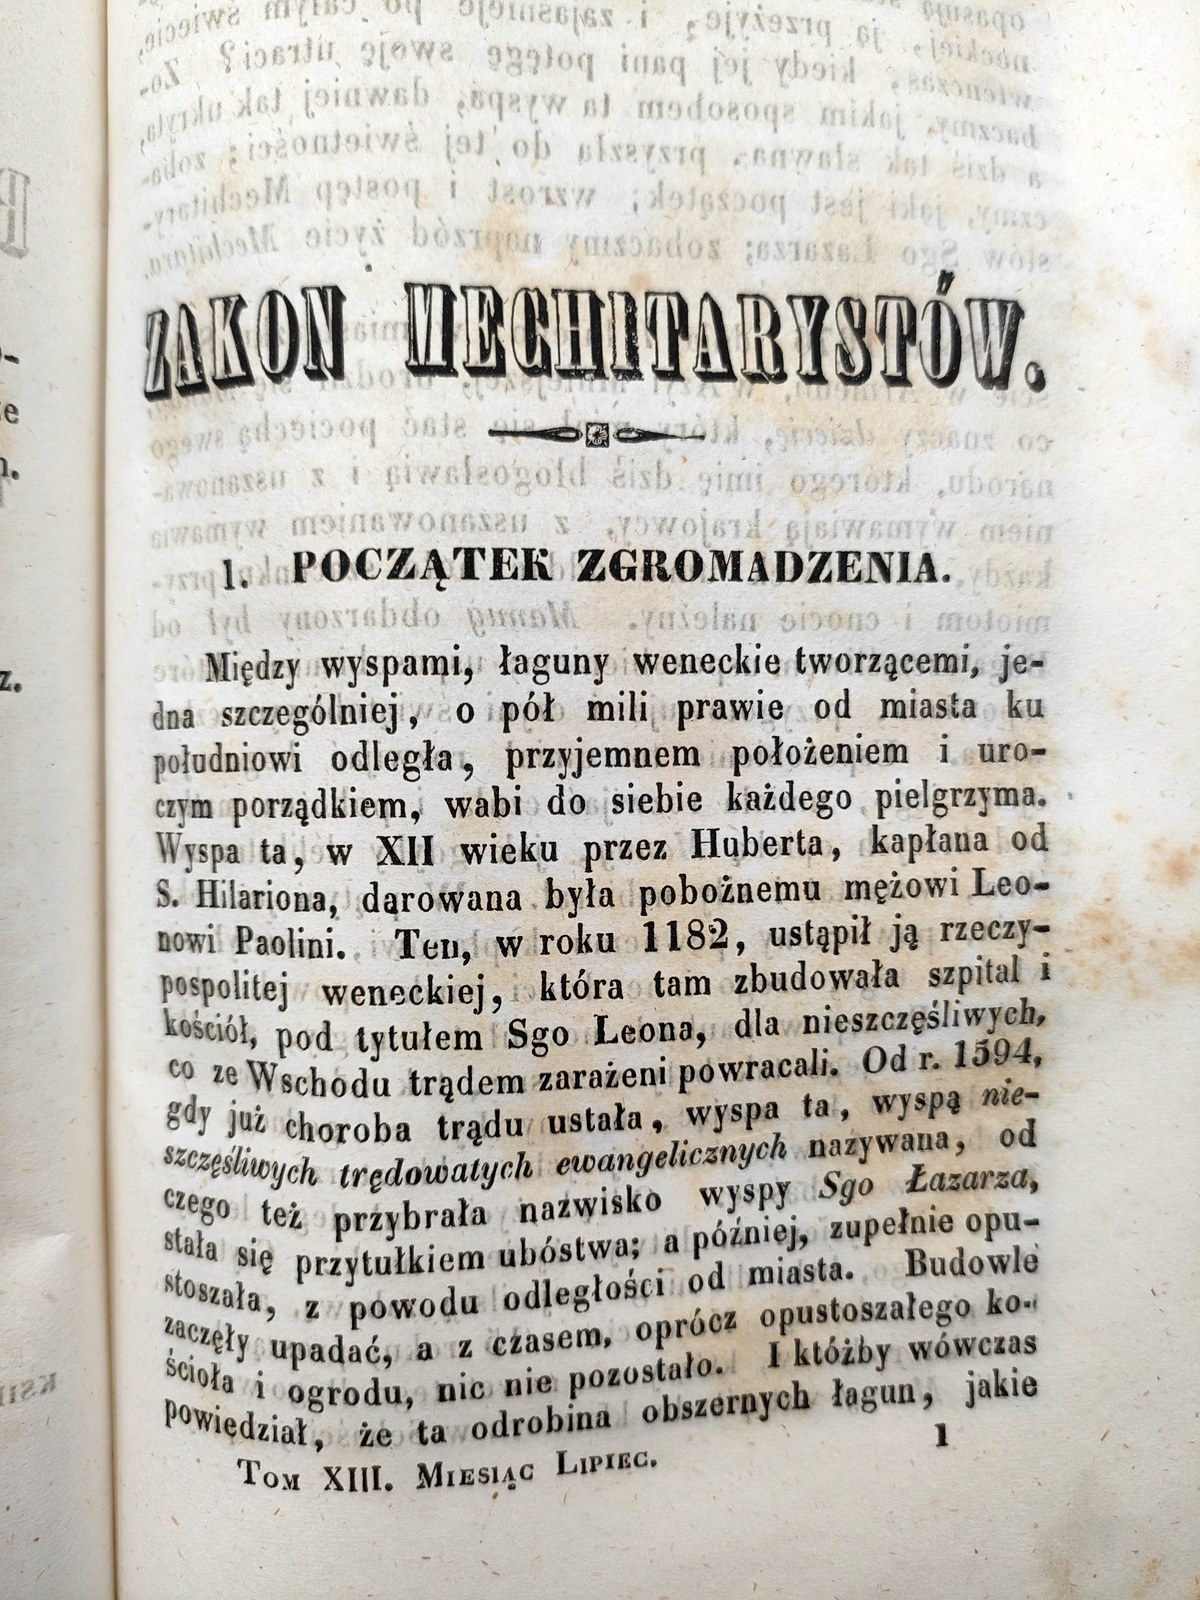 ZAKON MECHITARYSTÓW.
1. POCZĄTEK ZGROMADZENIA.
Między wyspami, łaguny weneckie tworzącemi, je-
dna szczególniej, o pół mili prawie od miasta ku
południowi odległa, przyjemnem położeniem i uro-
czym porządkiem, wabi do siebie każdego pielgrzyma.
Wyspa ta, w XII wieku przez Huberta, kapłana od
S. Hilariona, darowana była pobożnemu mężowi Leo-
nowi Paolini. Ten, w roku 1182, ustąpił ją rzeczy-
pospolitej weneckiej, która tam zbudowała szpital i
kościół, pod tytułem Sgo Leona, dla nieszczęśliwych,
co ze Wschodu trądem zarażeni powracali. Od r. 1594,
gdy już choroba trądu ustała, wyspa ta, wyspą nie-
szczęśliwych trędowatych ewangelicznych nazywana, od
czego też przybrała nazwisko wyspy Sgo Łazarza,
stała się przytułkiem ubóstwa; a później, zupełnie opu-
stoszała, z powodu odległości od miasta. Budowle
zaczęły upadać, a z czasem, oprócz opustoszałego ko-
ścioła i ogrodu, nic nie pozostało. I któżby wówczas
powiedział, że ta odrobina obszernych łagun, jakie
TOM XIII. MIESIĄC LIPIEC. 1